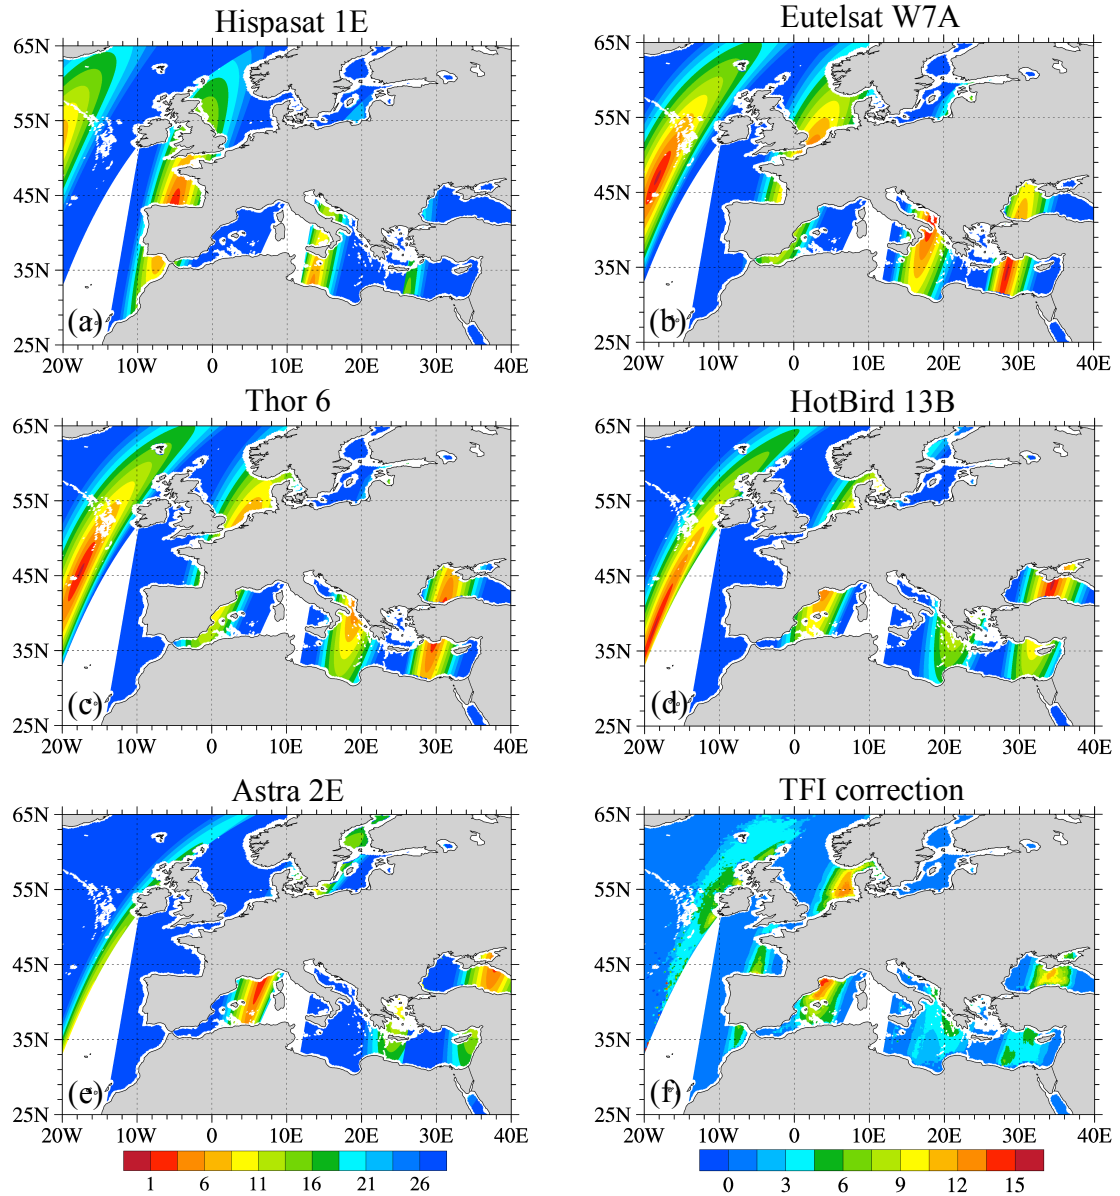 Hispasat 1E
Eutelsat W7A
65N
55N
45N
35N
25N
(a)
20W 10W 0 10E 20E 30E 40E
65N
55N
45N
35N
25N
(b)
20W 10W 0 10E 20E 30E 40E
Thor 6
HotBird 13B
65N
55N
45N
35N
25N
(c)
20W 10W 0 10E 20E 30E 40E
65N
55N
45N
35N
25N
(d)
20W 10W 0 10E 20E 30E 40E
Astra 2E
TFI correction
65N
55N
45N
35N
25N
(e)
20W 10W 0 10E 20E 30E 40E
65N
55N
45N
35N
25N
(f)
20W 10W 0 10E 20E 30E 40E
1 6 11 16 21 26
0 3 6 9 12 15